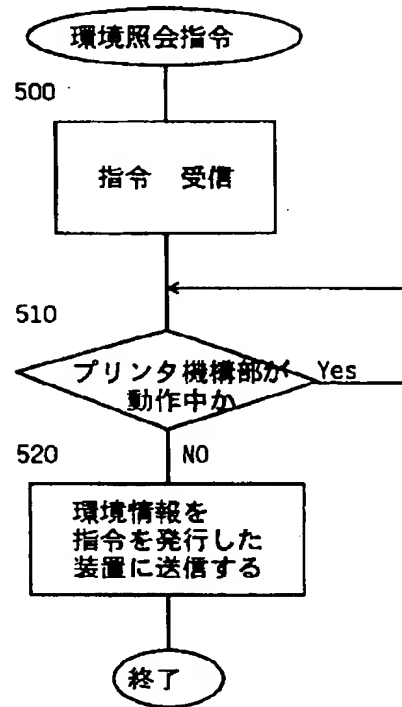 環境照会指令
500
指令 受信
510
プリンタ機構部が Yes
動作中か
520 NO
環境情報を
指令を発行した
装置に送信する
終了